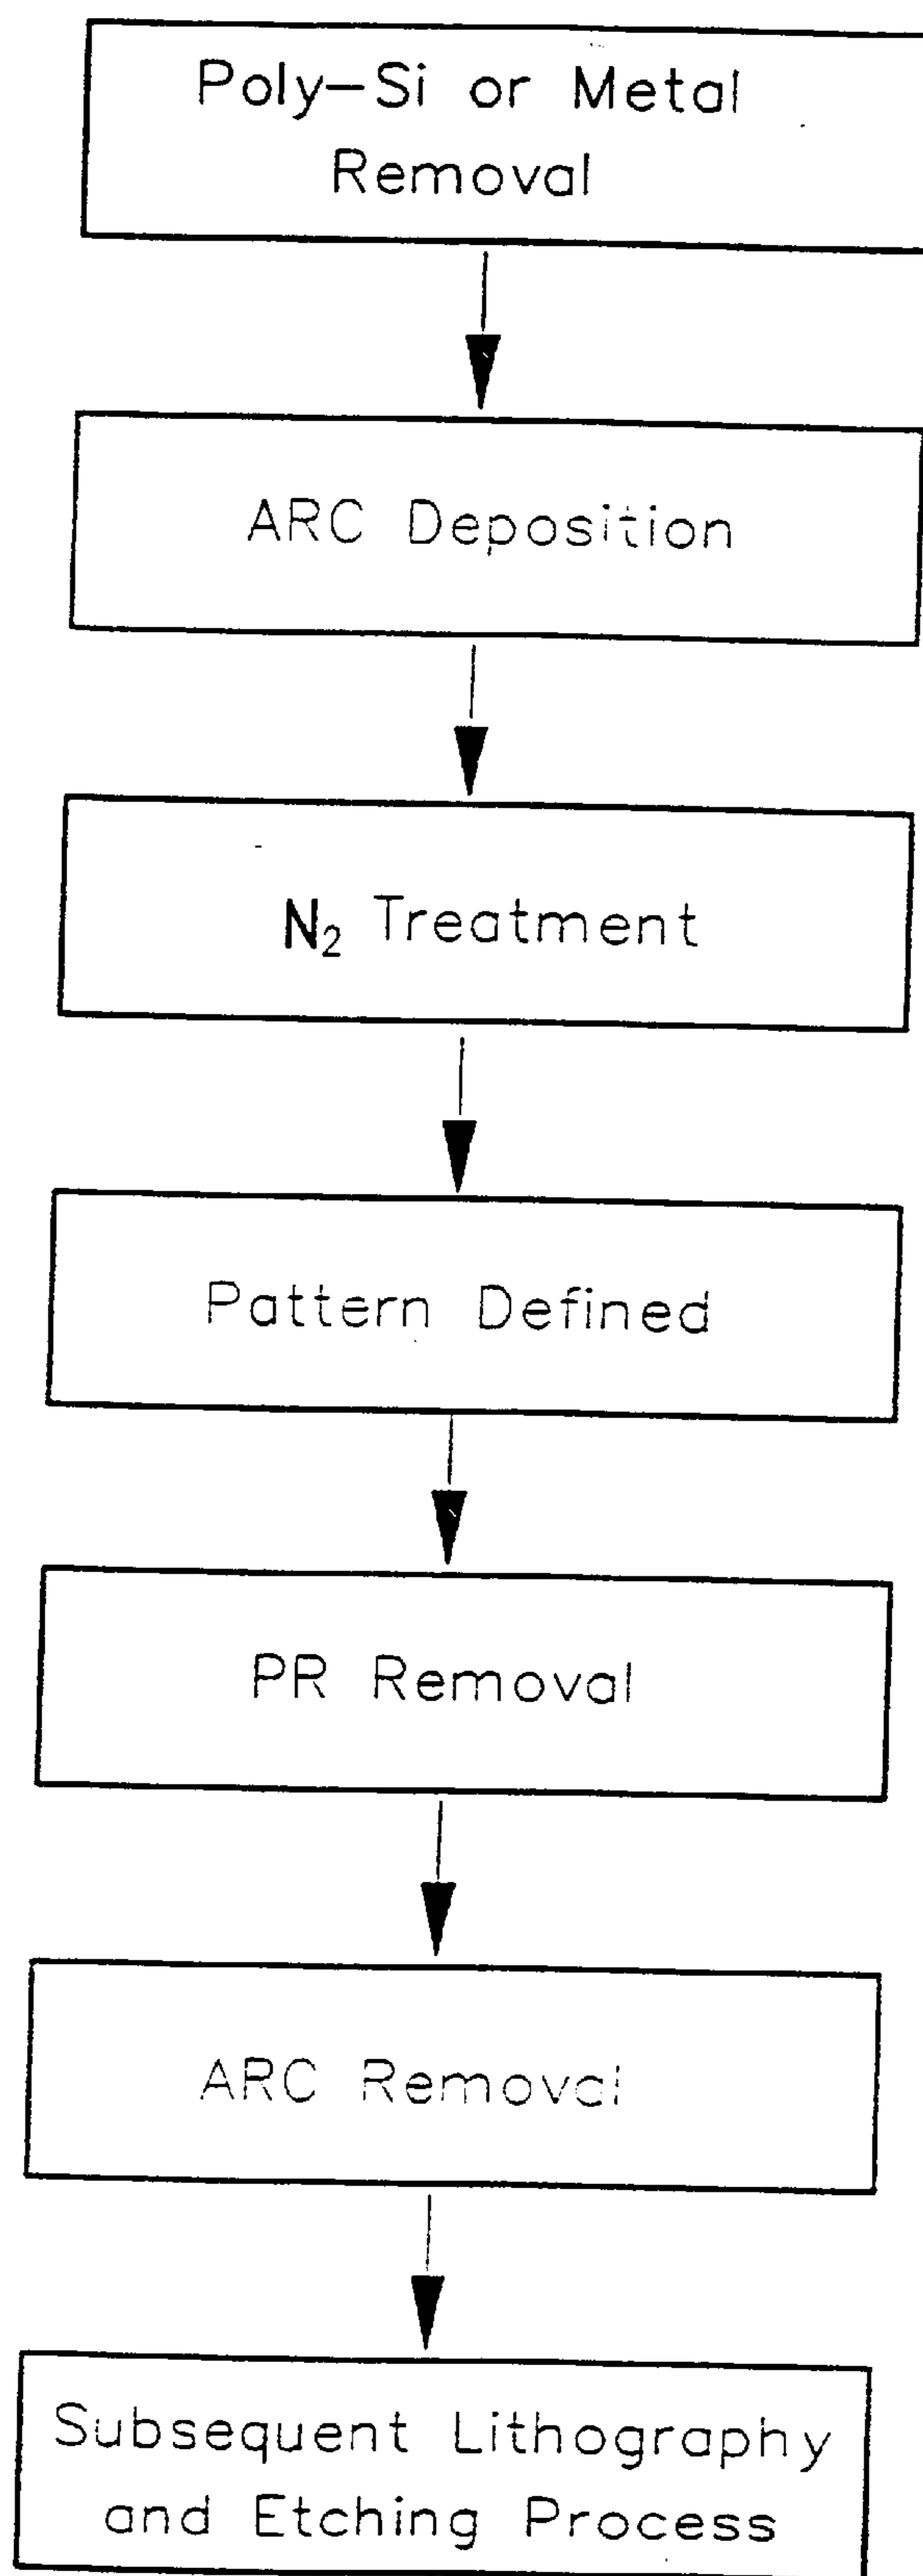 Poly-Si or Metal
Removal
ARC Deposition
N₂ Treatment
Pattern Defined
PR Removal
ARC Removal
Subsequent Lithography
and Etching Process